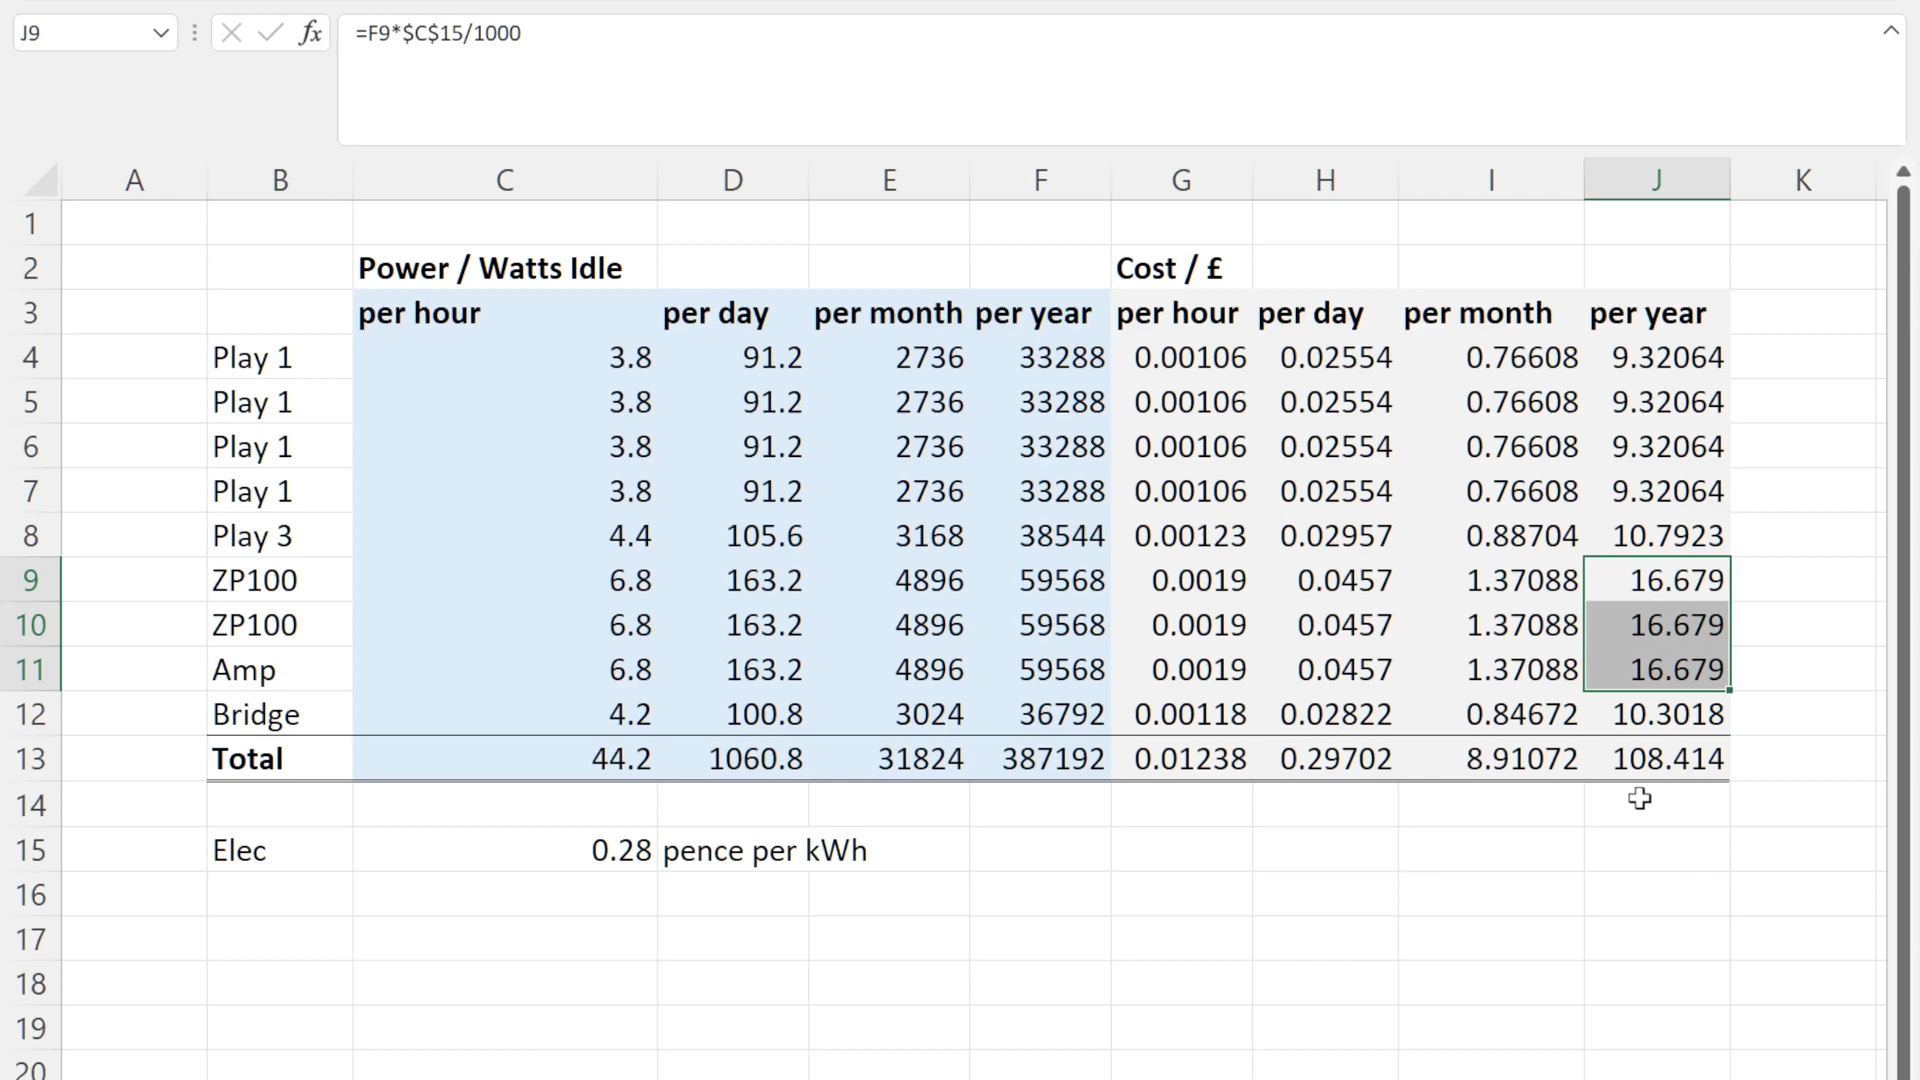 J9 fx =F9*$C$15/1000
A B C D E F G H I J K
1
2 Power / Watts Idle Cost / £
3 per hour per day per month per year per hour per day per month per year
4 Play 1 3.8 91.2 2736 33288 0.00106 0.02554 0.76608 9.32064
5 Play 1 3.8 91.2 2736 33288 0.00106 0.02554 0.76608 9.32064
6 Play 1 3.8 91.2 2736 33288 0.00106 0.02554 0.76608 9.32064
7 Play 1 3.8 91.2 2736 33288 0.00106 0.02554 0.76608 9.32064
8 Play 3 4.4 105.6 3168 38544 0.00123 0.02957 0.88704 10.7923
9 ZP100 6.8 163.2 4896 59568 0.0019 0.0457 1.37088 16.679
10 ZP100 6.8 163.2 4896 59568 0.0019 0.0457 1.37088 16.679
11 Amp 6.8 163.2 4896 59568 0.0019 0.0457 1.37088 16.679
12 Bridge 4.2 100.8 3024 36792 0.00118 0.02822 0.84672 10.3018
13 Total 44.2 1060.8 31824 387192 0.01238 0.29702 8.91072 108.414
14
15 Elec 0.28 pence per kWh
16
17
18
19
20